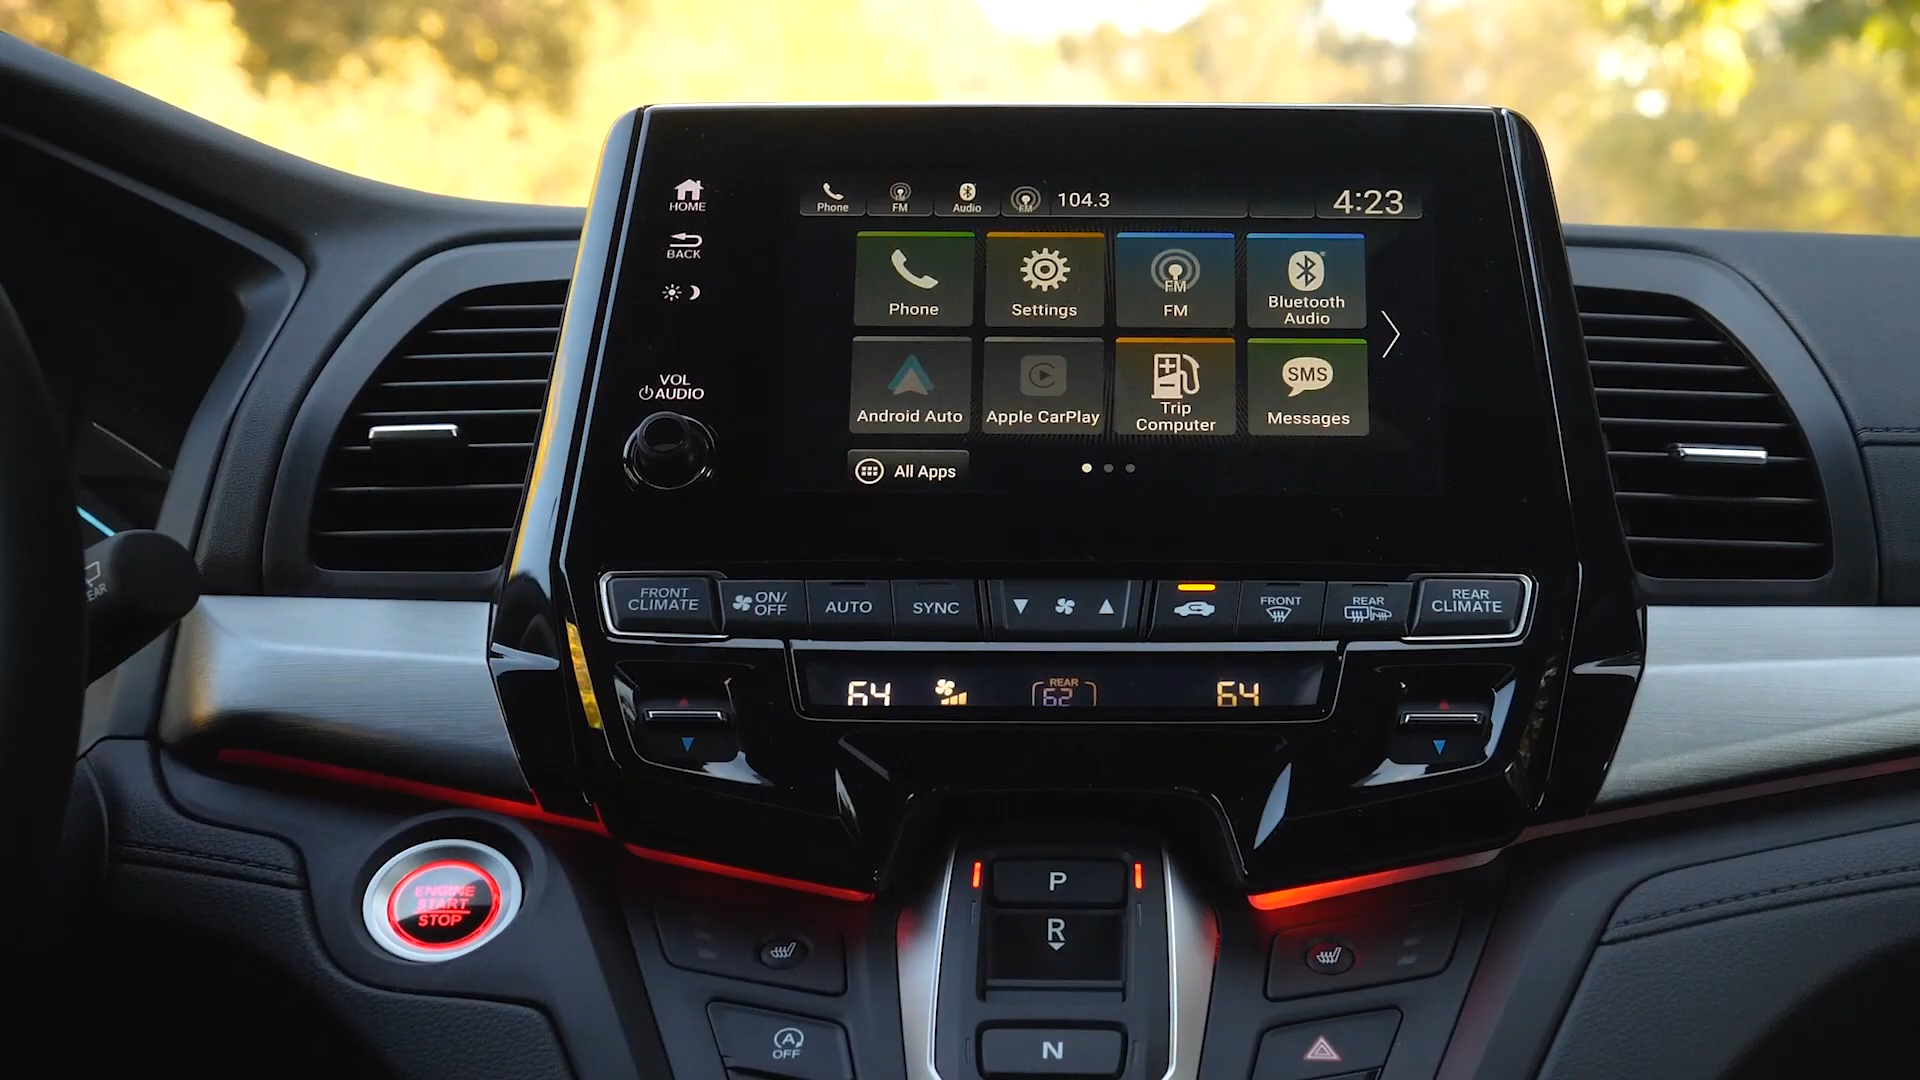 HOME
BACK
VOL
AUDIO
Phone
FM
Audio
FM
104.3
4:23
Phone
Settings
FM
FM
Bluetooth
Audio
Android Auto
Apple CarPlay
Trip
Computer
SMS
Messages
All Apps
FRONT
CLIMATE
ON/
OFF
AUTO
SYNC
FRONT
REAR
REAR
CLIMATE
64
REAR
62
64
ENGINE
START
STOP
P
R
N
A
OFF